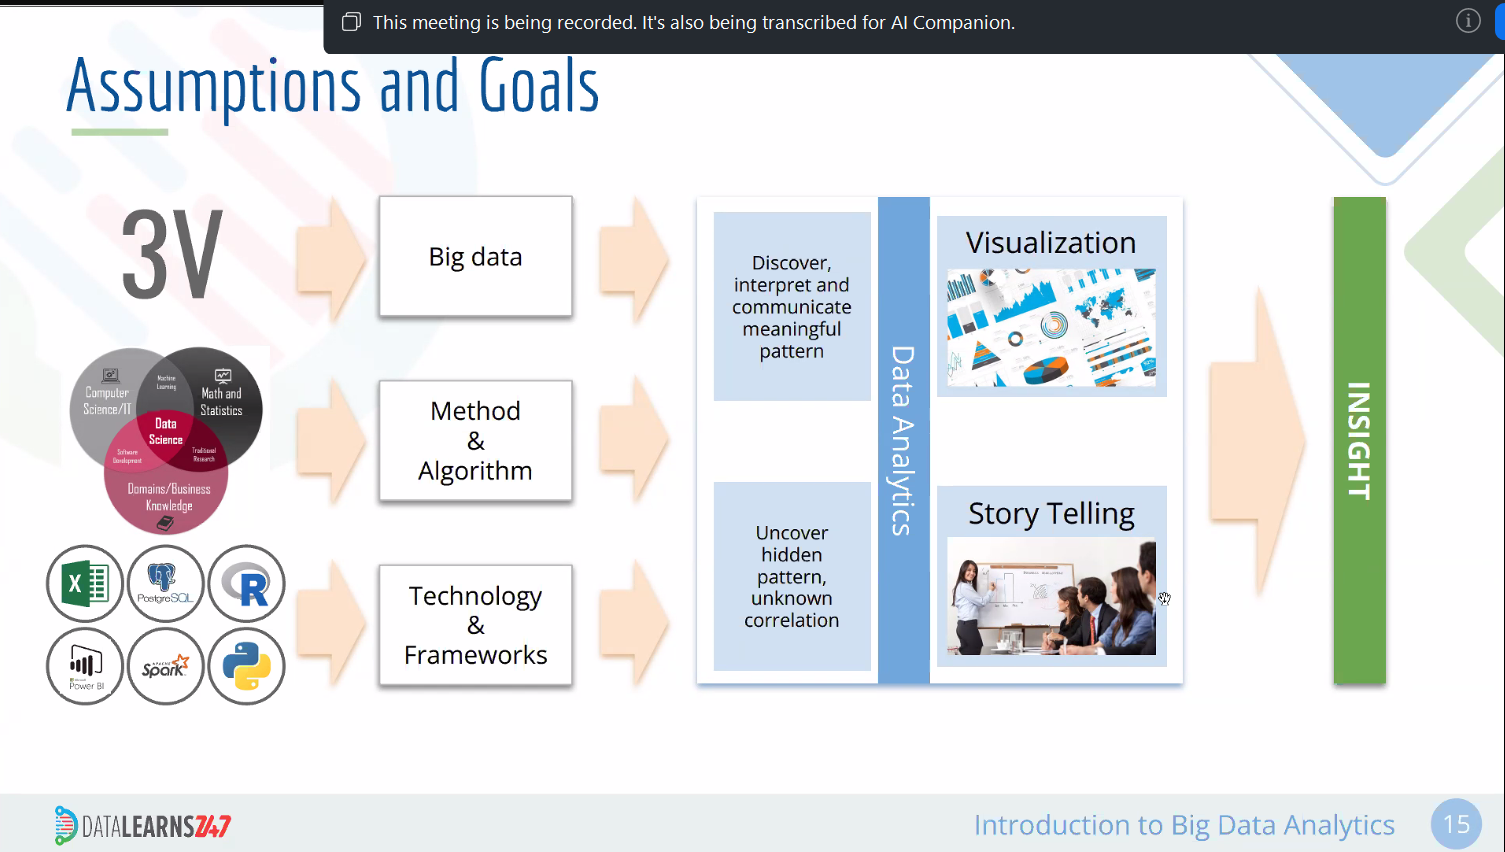 This meeting is being recorded. It's also being transcribed for AI Companion.
Assumptions and Goals
3V
Big data
Discover,
interpret and
communicate
meaningful
pattern
Data Analytics
Visualization
INSIGHT
Computer
Science/IT
Machine
Learning
Math and
Statistics
Data
Science
Software
Development
Traditional
Research
Domains/Business
Knowledge
Method
&
Algorithm
Uncover
hidden
pattern,
unknown
correlation
Story Telling
X
PostgreSQL
R
Microsoft
Power BI
APACHE
Spark
Technology
&
Frameworks
DATALEARNS247
Introduction to Big Data Analytics
15